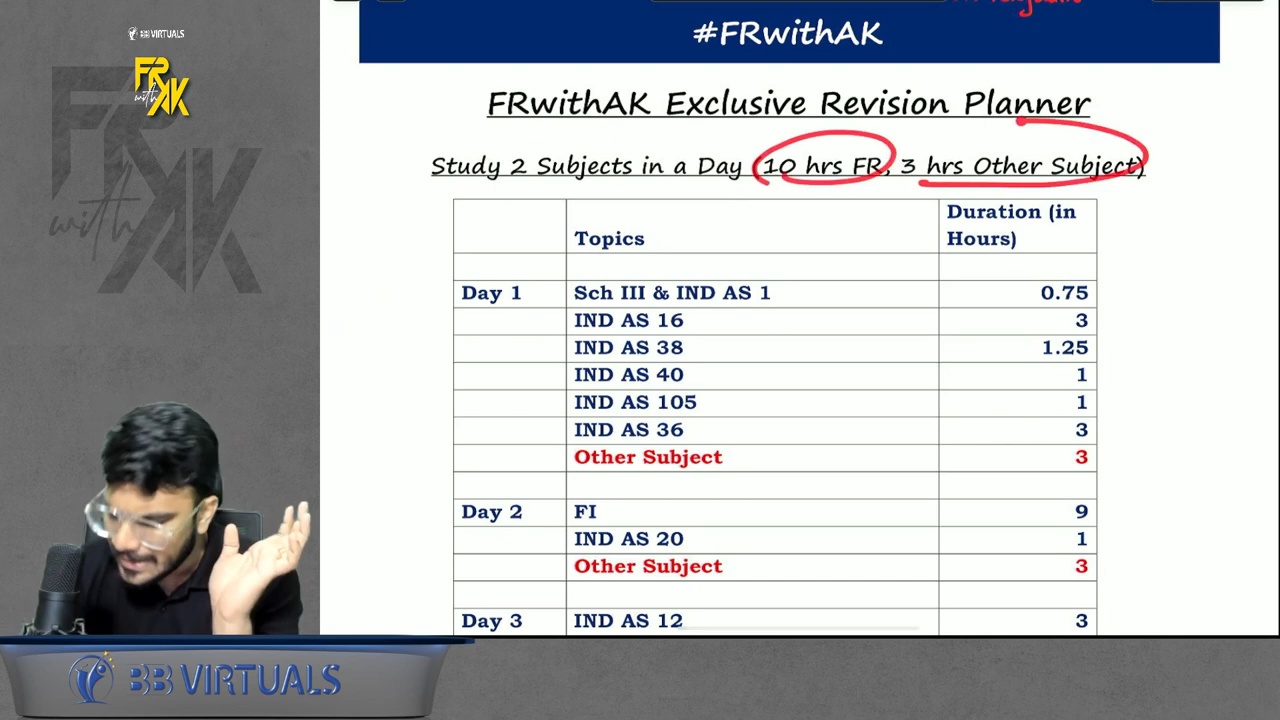 BB VIRTUALS
FR
with
AK
FR
with
AK
#FRwithAK
FRwithAK Exclusive Revision Planner
Study 2 Subjects in a Day (10 hrs FR, 3 hrs Other Subject)
Topics Duration (in
Hours)
Day 1 Sch III & IND AS 1 0.75
IND AS 16 3
IND AS 38 1.25
IND AS 40 1
IND AS 105 1
IND AS 36 3
Other Subject 3
Day 2 FI 9
IND AS 20 1
Other Subject 3
Day 3 IND AS 12 3
BB VIRTUALS